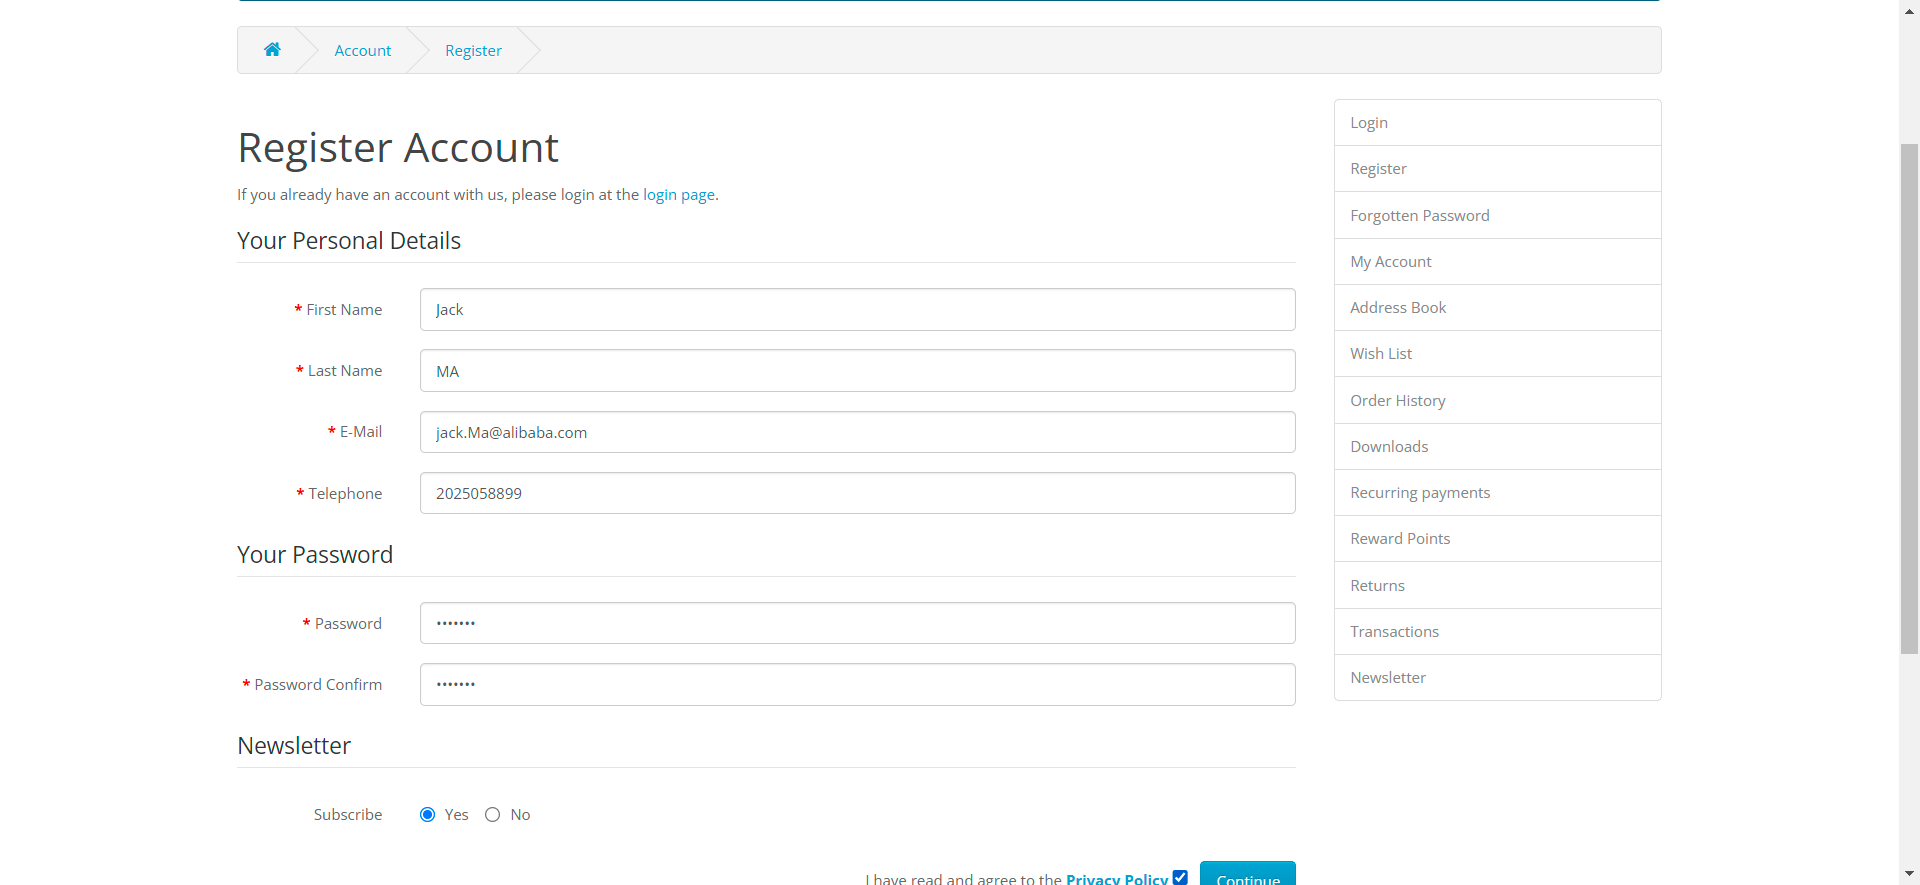 Account
Register
Register Account
If you already have an account with us, please login at the login page.
Your Personal Details
* First Name
Jack
* Last Name
MA
* E-Mail
jack.Ma@alibaba.com
* Telephone
2025058899
Your Password
* Password
•••••••
* Password Confirm
•••••••
Newsletter
Subscribe
Yes
No
I have read and agree to the Privacy Policy
Continue
Login
Register
Forgotten Password
My Account
Address Book
Wish List
Order History
Downloads
Recurring payments
Reward Points
Returns
Transactions
Newsletter